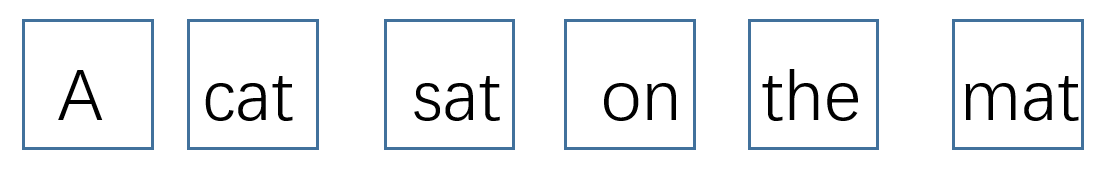 A cat sat on the mat